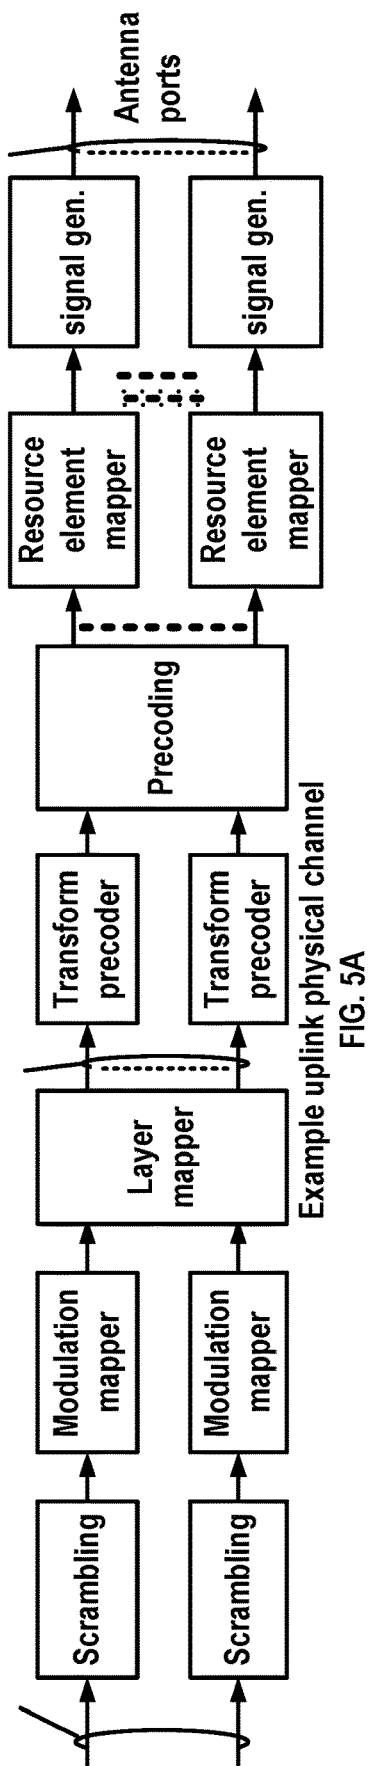 Scrambling
Scrambling
Modulation
mapper
Modulation
mapper
Layer
mapper
Transform
precoder
Transform
precoder
Precoding
Resource
element
mapper
Resource
element
mapper
signal gen.
signal gen.
Antenna
ports
Example uplink physical channel
FIG. 5A